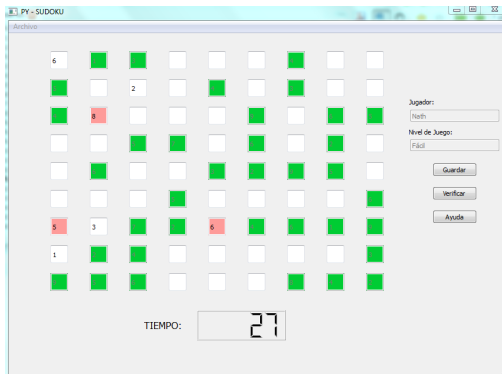 PY - SUDOKU
Archivo
6
2
8
Jugador:
Nath
Nivel de Juego:
Fácil
Guardar
Verificar
5 3 6
Ayuda
1
TIEMPO: 27